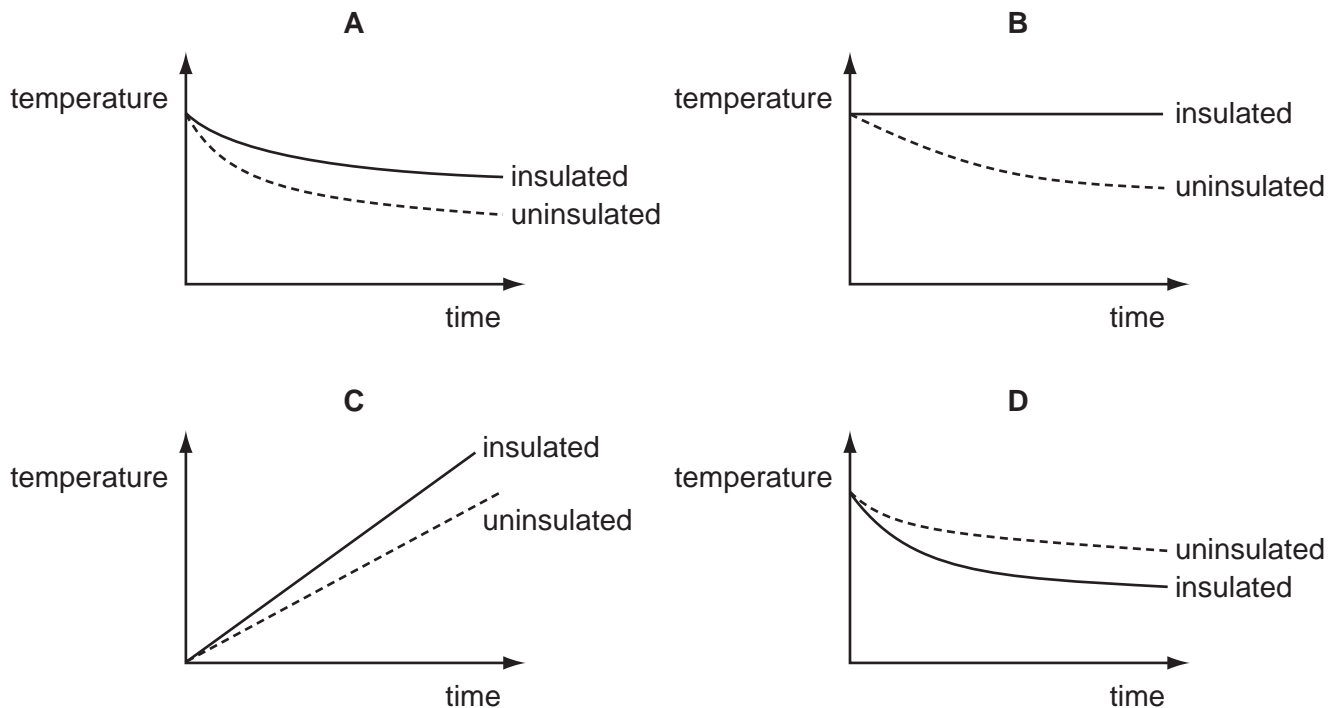 A
temperature
insulated
uninsulated
time
B
temperature
insulated
uninsulated
time
C
temperature
insulated
uninsulated
time
D
temperature
uninsulated
insulated
time